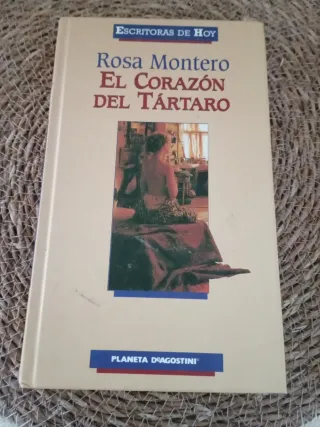 ESCRITORAS DE HOY
Rosa Montero
EL CORAZÓN
DEL TÁRTARO
PLANETA DEAGOSTINI